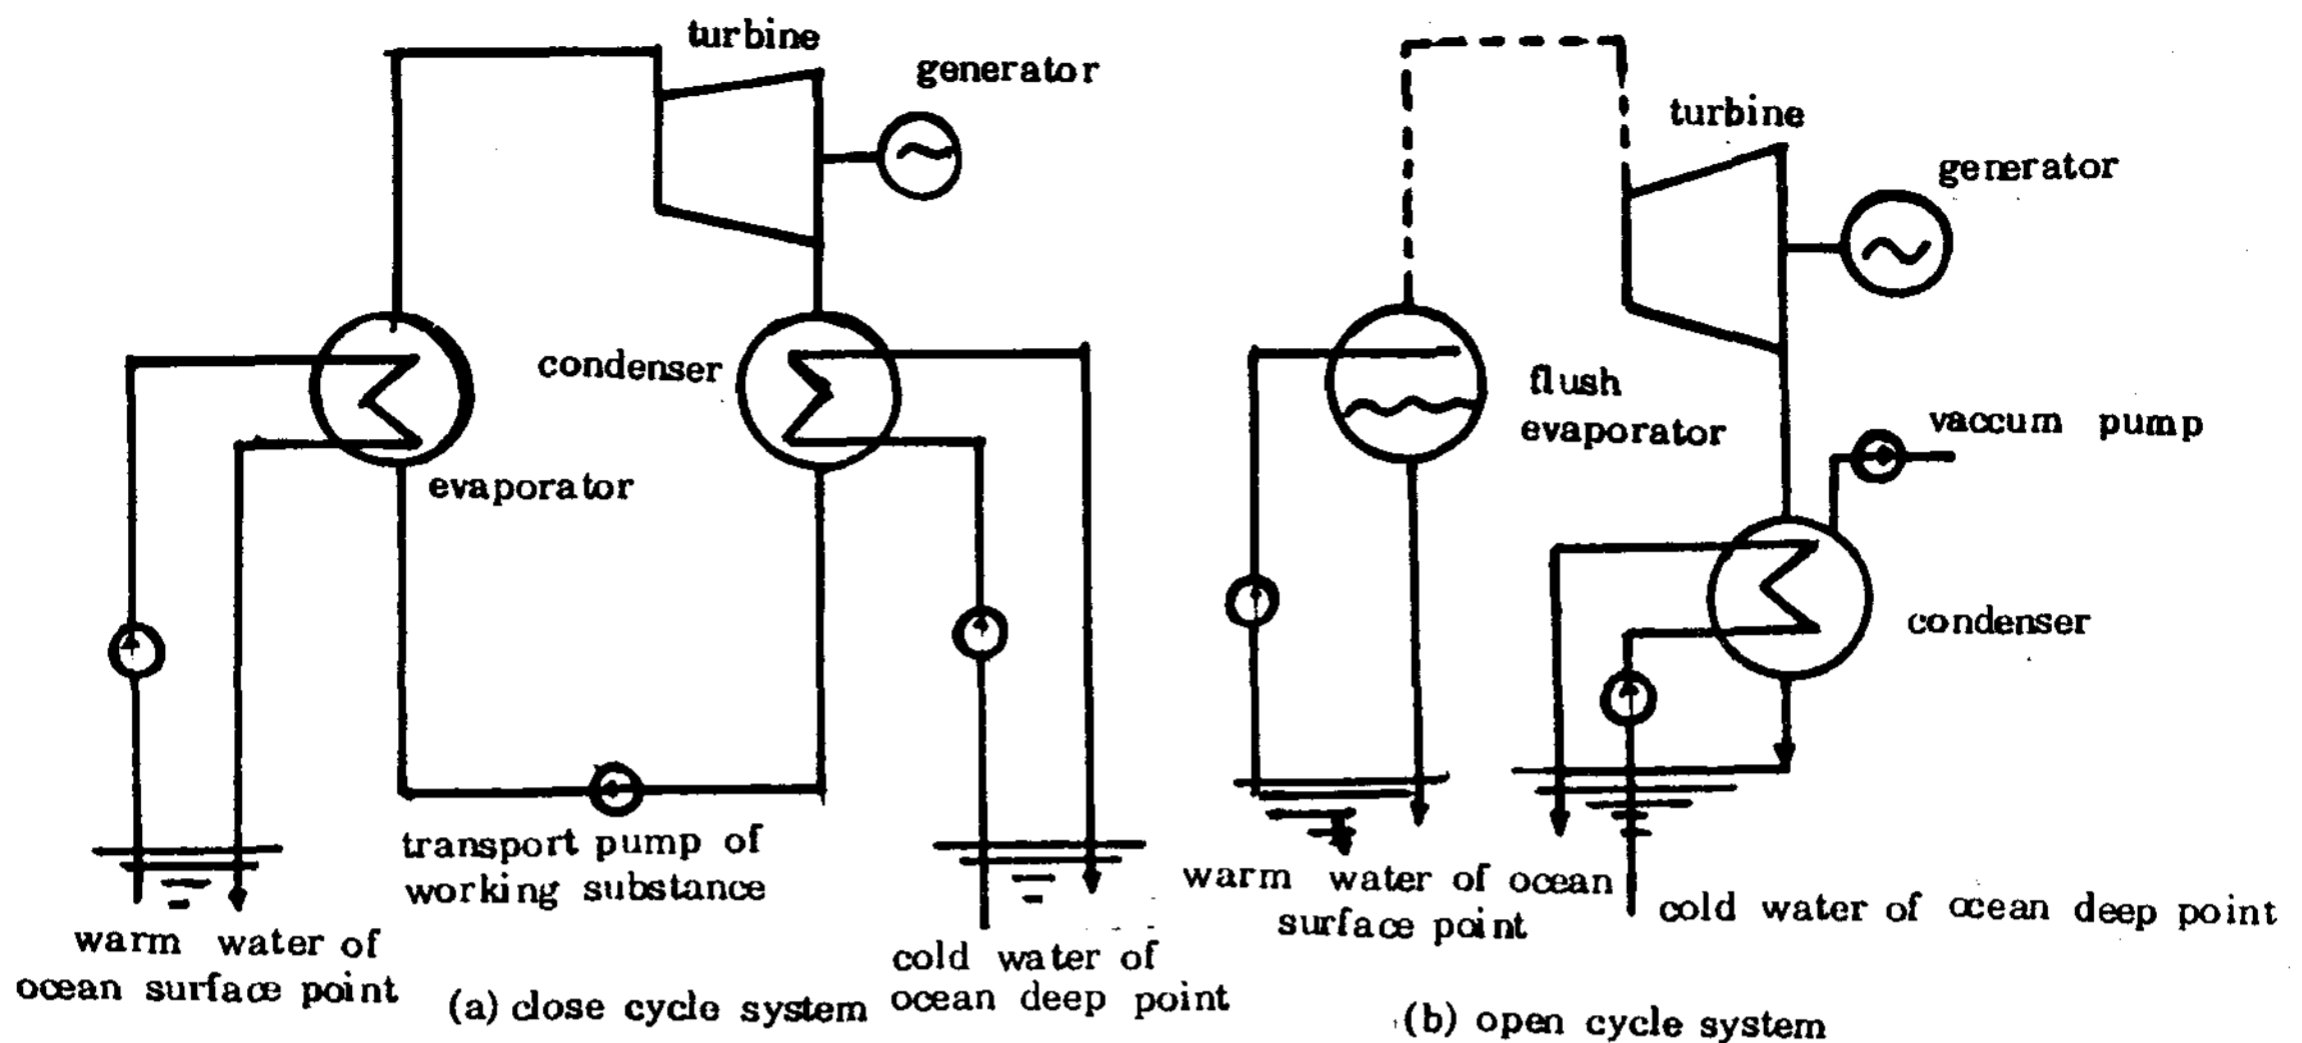 turbine
generator
condenser
evaporator
transport pump of
working substance
warm water of
ocean surface point
cold water of
ocean deep point
(a) close cycle system
turbine
generator
flush
evaporator
vaccum pump
condenser
warm water of ocean
surface point
cold water of ocean deep point
(b) open cycle system